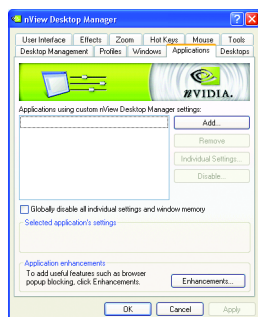 nView Desktop Manager
User Interface Effects Zoom Hot Keys Mouse Tools
Desktop Management Profiles Windows Applications Desktops
NVIDIA.
Applications using custom nView Desktop Manager settings:
Add...
Remove
Individual Settings...
Disable...
Globally disable all individual settings and window memory
Selected application's settings
Application enhancements
To add useful features such as browser
popup blocking, click Enhancements.
Enhancements...
OK Cancel Apply